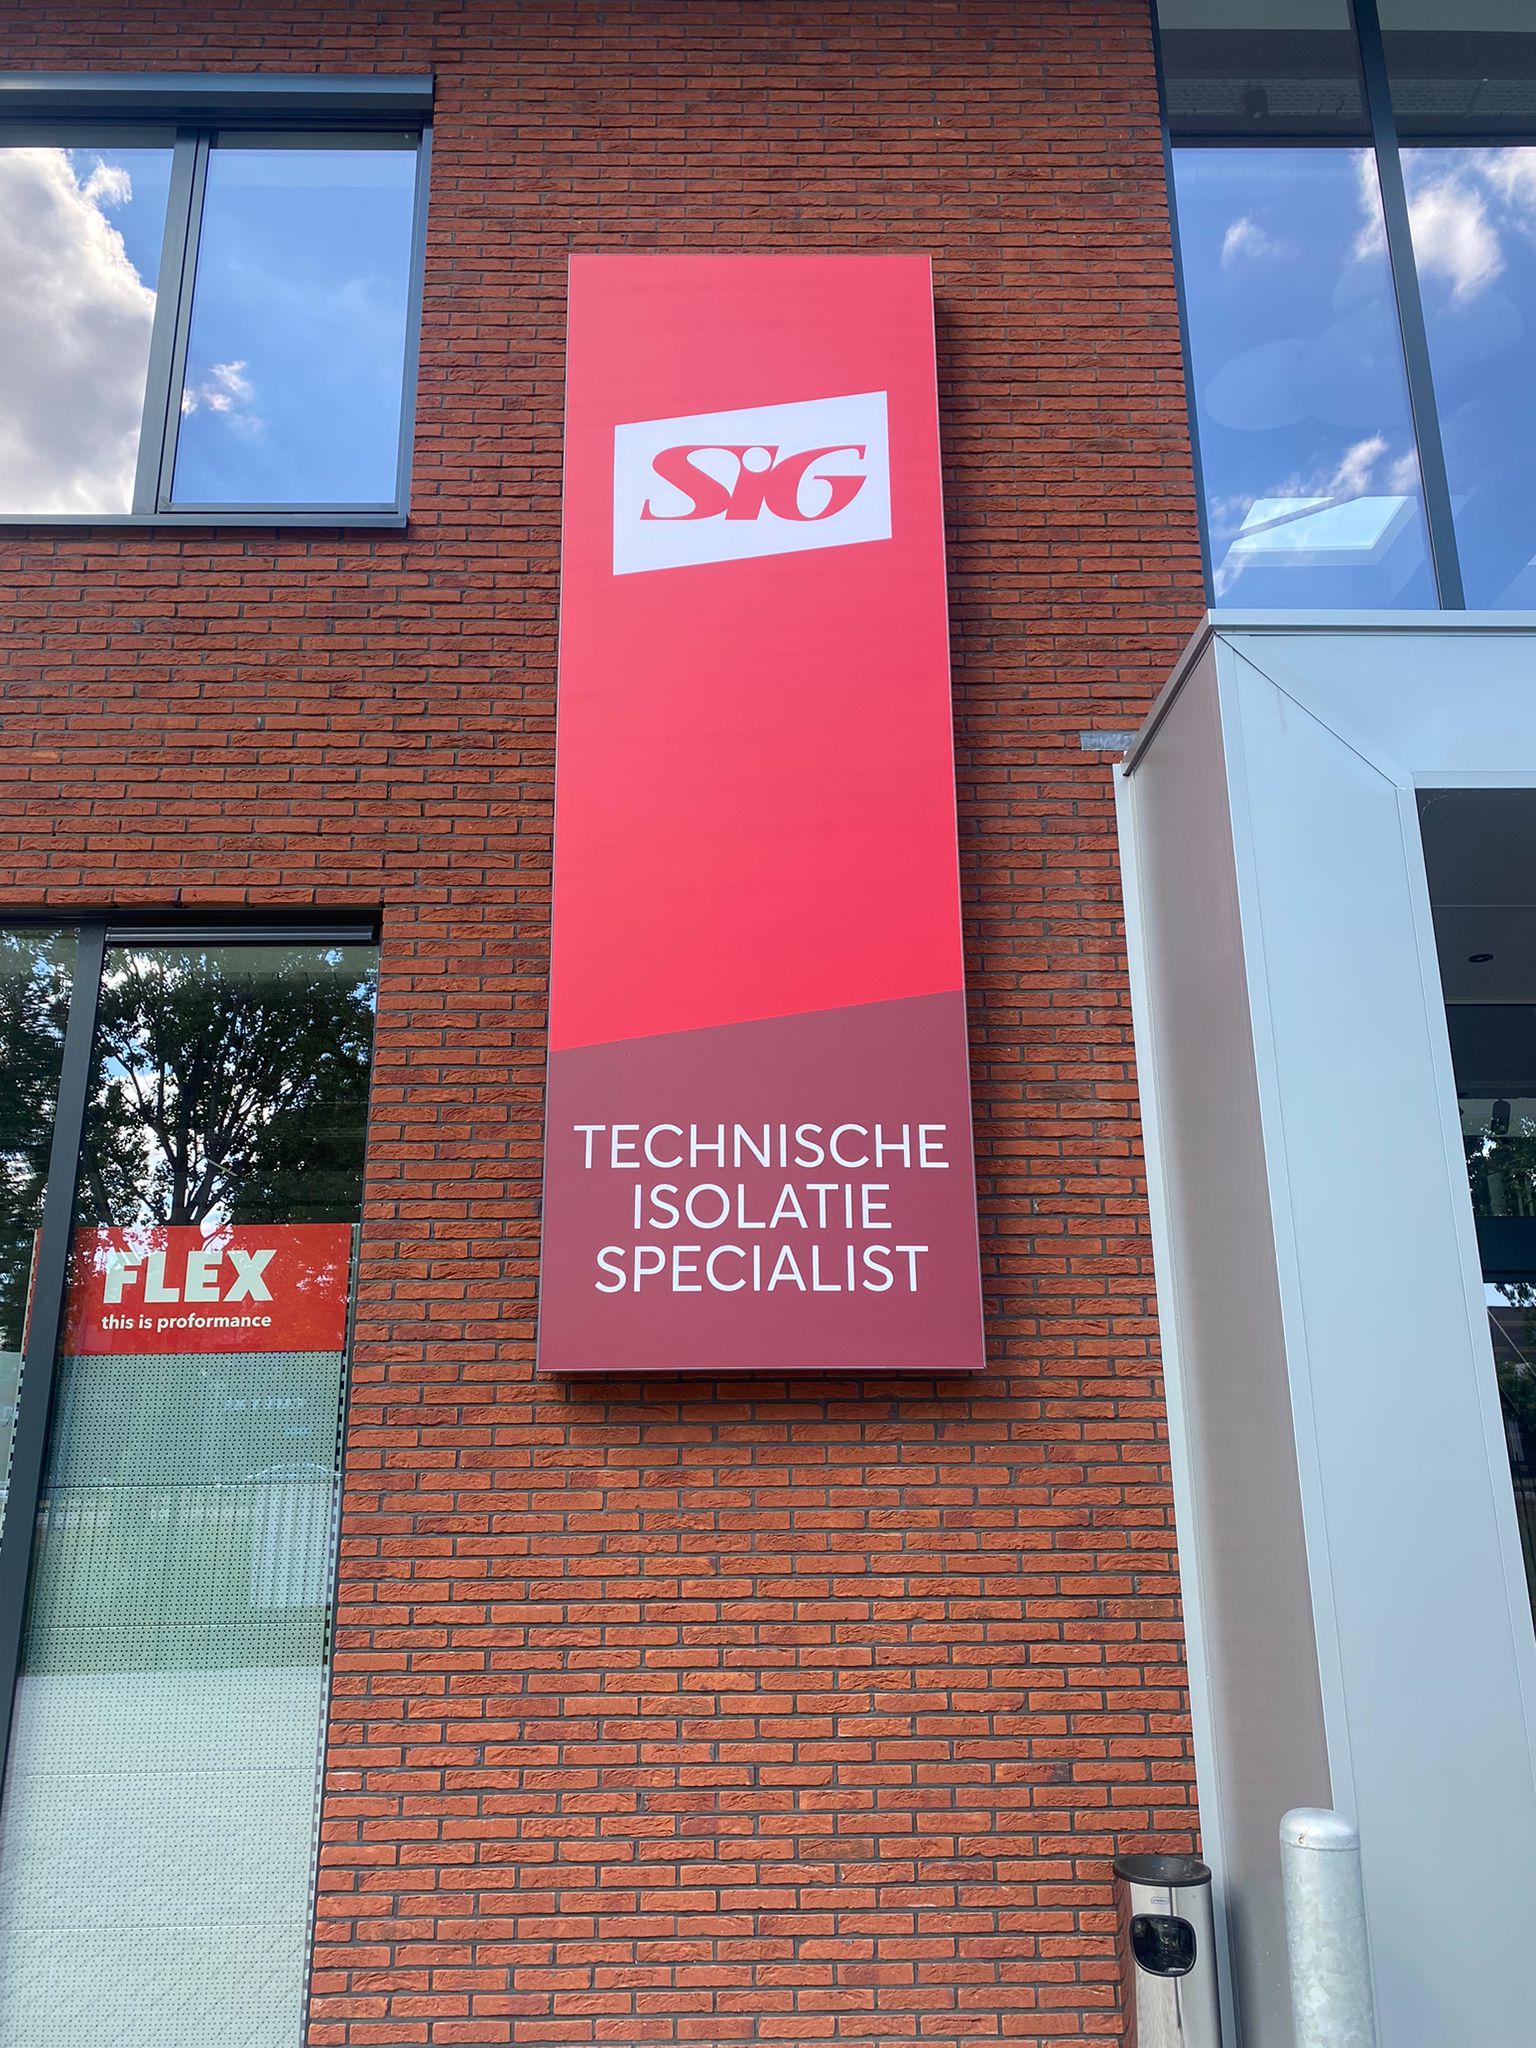 SiG
TECHNISCHE
ISOLATIE
SPECIALIST
FLEX
this is proformance